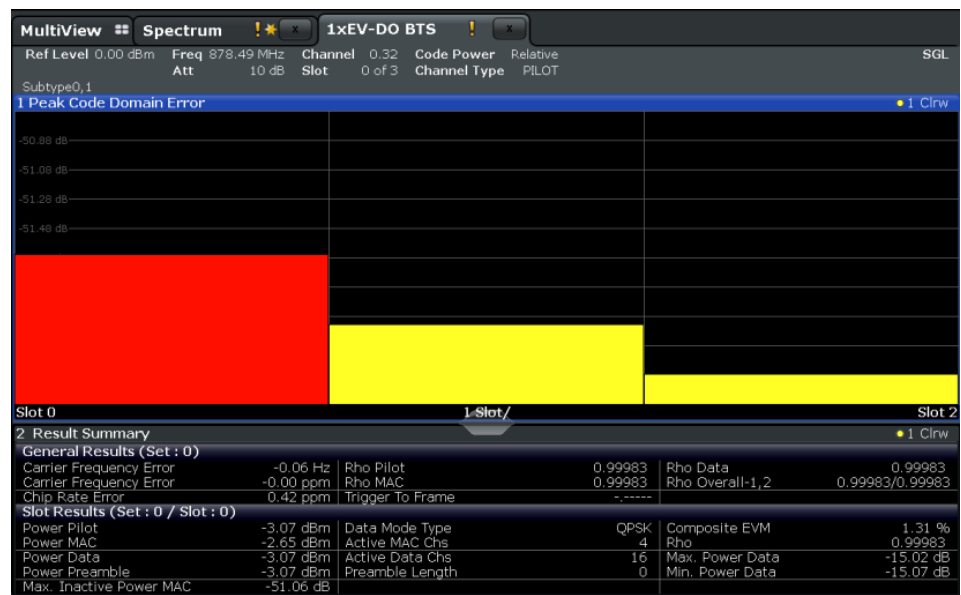 MultiView Spectrum ! x 1xEV-DO BTS ! x
Ref Level 0.00 dBm Freq 878.49 MHz Channel 0.32 Code Power Relative SGL
Att 10 dB Slot 0 of 3 Channel Type PILOT
Subtype0,1
1 Peak Code Domain Error 1 Clrw
-50.88 dB
-51.08 dB
-51.28 dB
-51.48 dB
Slot 0 1 Slot/ Slot 2
2 Result Summary 1 Clrw
General Results (Set : 0)
Carrier Frequency Error -0.06 Hz Rho Pilot 0.99983 Rho Data 0.99983
Carrier Frequency Error -0.00 ppm Rho MAC 0.99983 Rho Overall-1,2 0.99983/0.99983
Chip Rate Error 0.42 ppm Trigger To Frame -.-----
Slot Results (Set : 0 / Slot : 0)
Power Pilot -3.07 dBm Data Mode Type QPSK Composite EVM 1.31 %
Power MAC -2.65 dBm Active MAC Chs 4 Rho 0.99983
Power Data -3.07 dBm Active Data Chs 16 Max. Power Data -15.02 dB
Power Preamble -3.07 dBm Preamble Length 0 Min. Power Data -15.07 dB
Max. Inactive Power MAC -51.06 dB